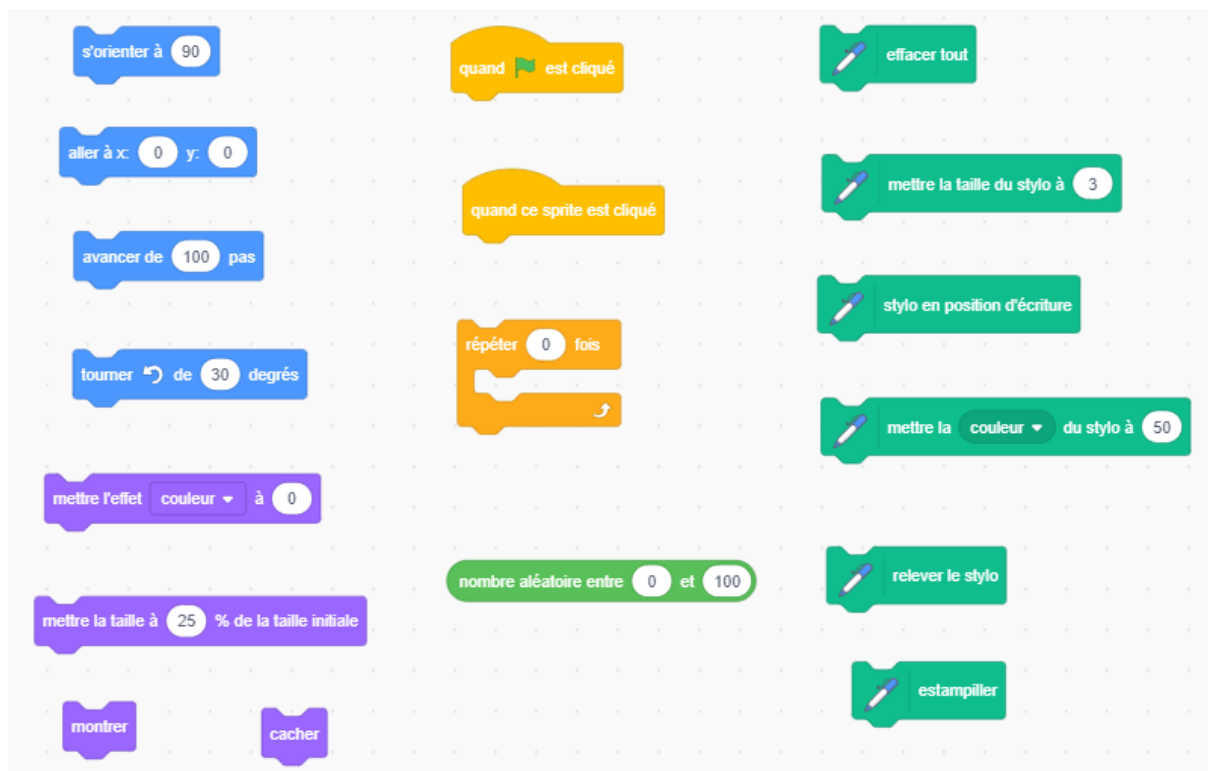 s'orienter à 90
aller à x: 0 y: 0
avancer de 100 pas
tourner de 30 degrés
mettre l'effet couleur à 0
mettre la taille à 25 % de la taille initiale
montrer
cacher
quand est cliqué
quand ce sprite est cliqué
répéter 0 fois
nombre aléatoire entre 0 et 100
effacer tout
mettre la taille du stylo à 3
stylo en position d'écriture
mettre la couleur du stylo à 50
relever le stylo
estampiller